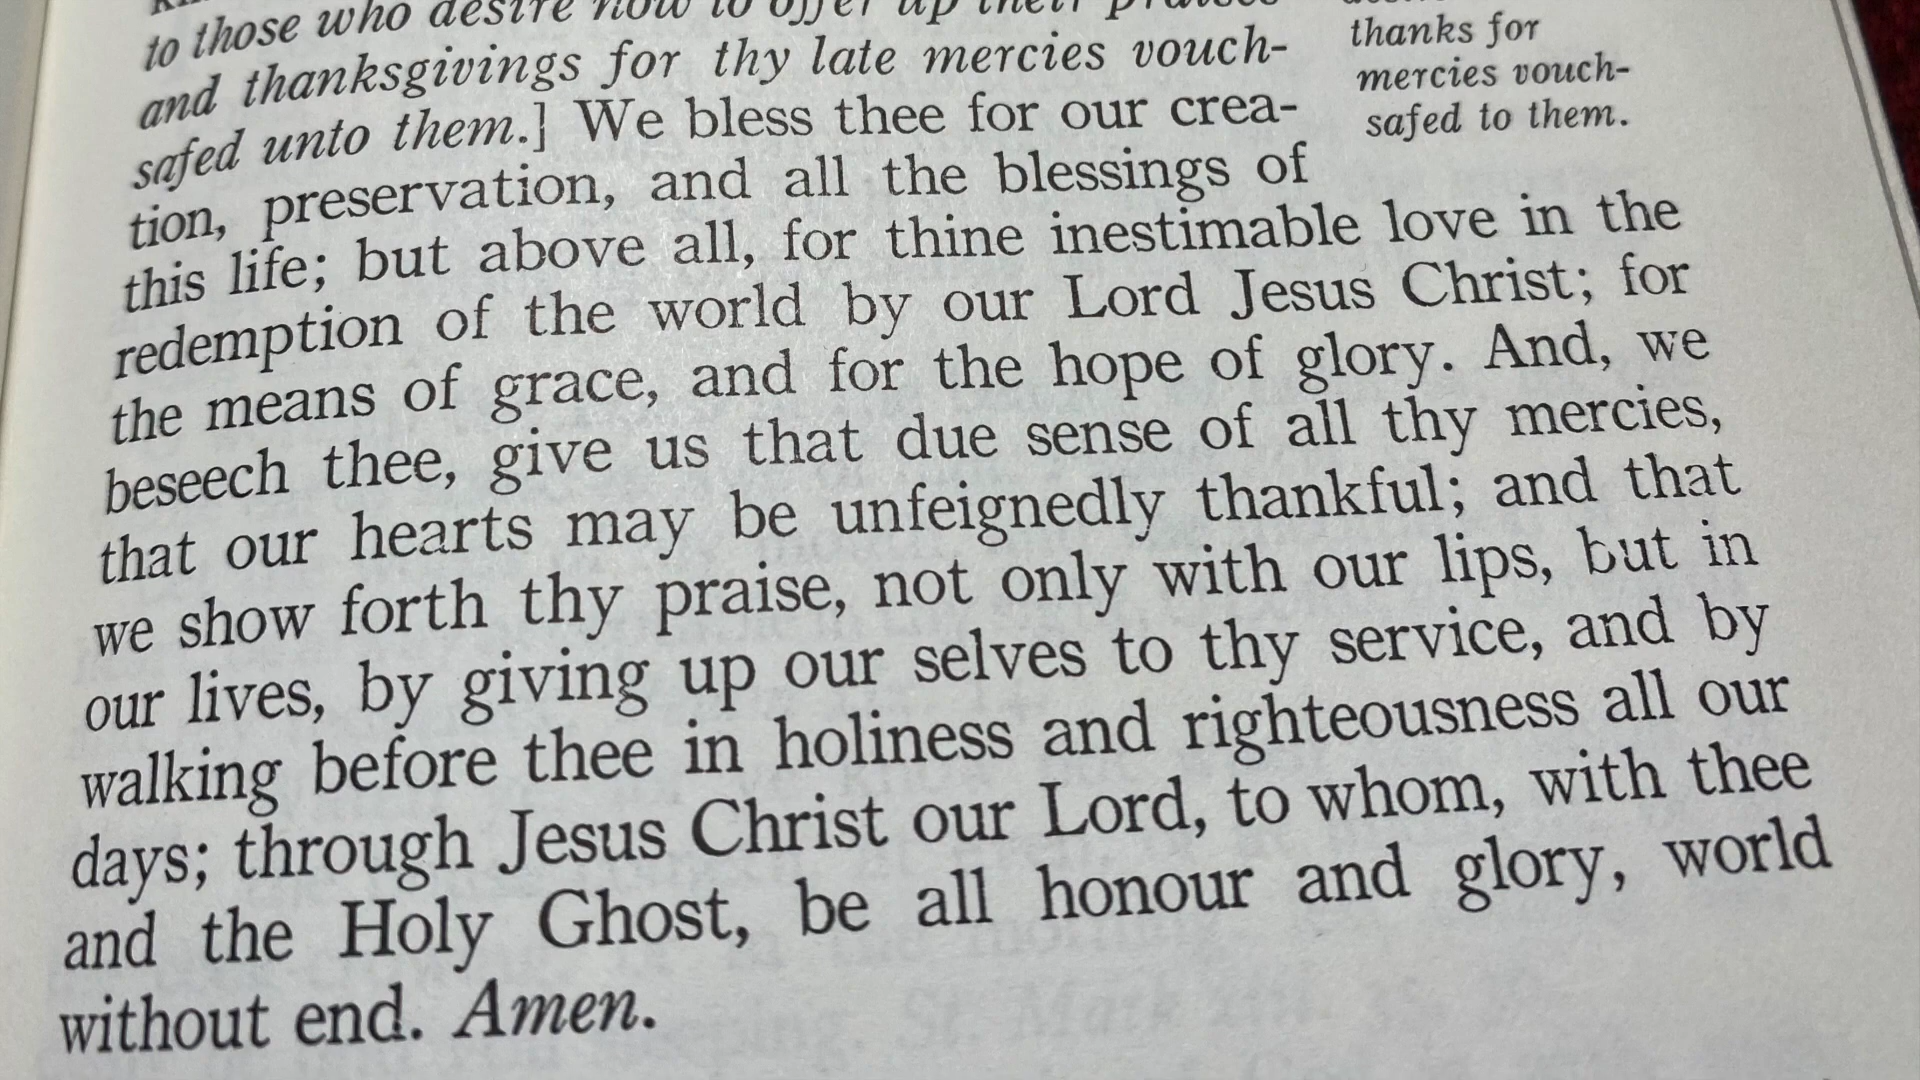 to those who desire now to offer up their praises
and thanksgivings for thy late mercies vouch-
safed unto them.] We bless thee for our crea-
tion, preservation, and all the blessings of
this life; but above all, for thine inestimable love in the
redemption of the world by our Lord Jesus Christ; for
the means of grace, and for the hope of glory. And, we
beseech thee, give us that due sense of all thy mercies,
that our hearts may be unfeignedly thankful; and that
we show forth thy praise, not only with our lips, but in
our lives, by giving up our selves to thy service, and by
walking before thee in holiness and righteousness all our
days; through Jesus Christ our Lord, to whom, with thee
and the Holy Ghost, be all honour and glory, world
without end. Amen.
thanks for
mercies vouch-
safed to them.